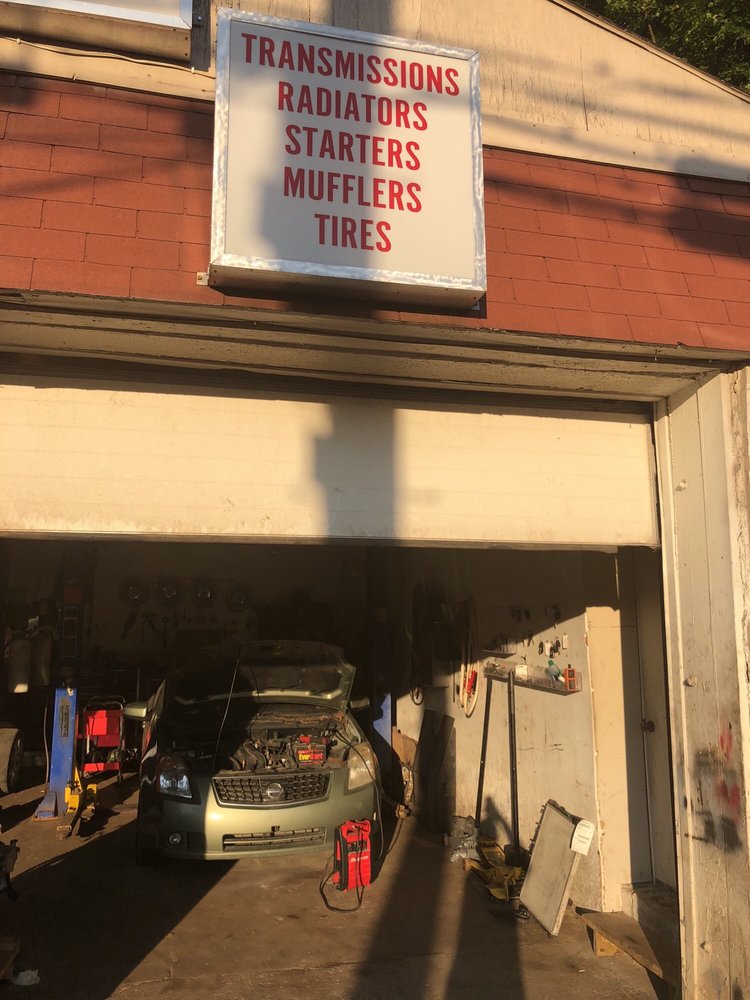 TRANSMISSIONS
RADIATORS
STARTERS
MUFFLERS
TIRES